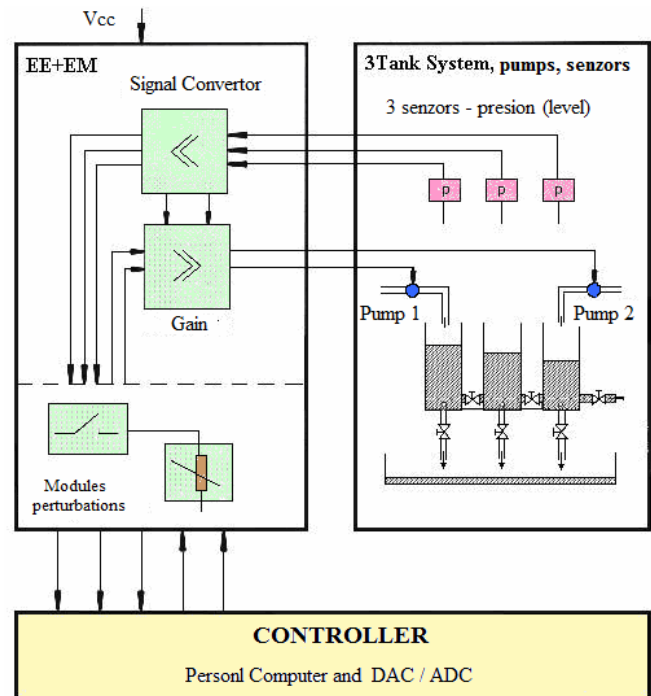 Vcc
EE+EM
Signal Convertor
Gain
Modules
perturbations
3Tank System, pumps, senzors
3 senzors - presion (level)
p
p
p
Pump 1
Pump 2
CONTROLLER
Personl Computer and DAC / ADC